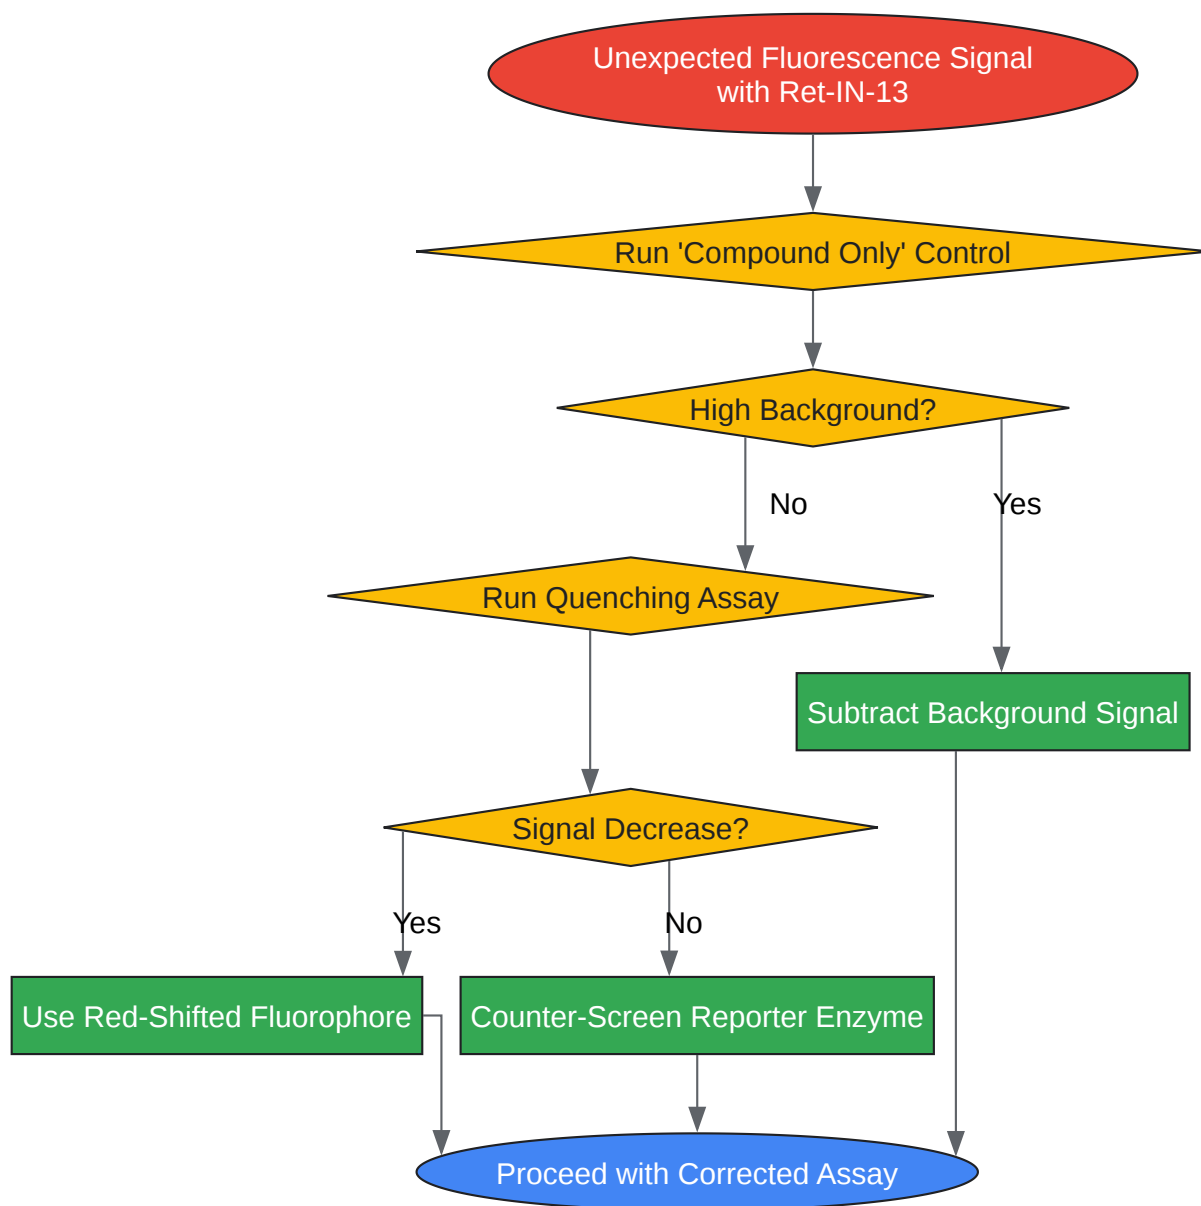 Unexpected Fluorescence Signal
with Ret-IN-13
Run 'Compound Only' Control
High Background?
No
Yes
Run Quenching Assay
Subtract Background Signal
Signal Decrease?
Yes
No
Use Red-Shifted Fluorophore
Counter-Screen Reporter Enzyme
Proceed with Corrected Assay